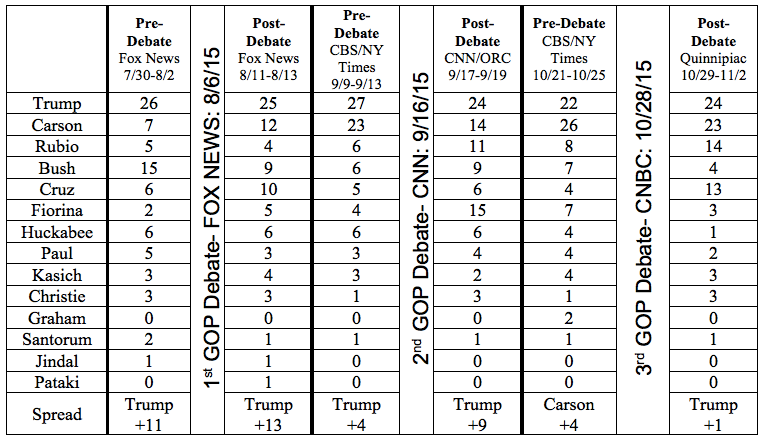 Pre-
Debate
Fox News
7/30-8/2
1st GOP Debate- FOX NEWS: 8/6/15
Post-
Debate
Fox News
8/11-8/13
Pre-
Debate
CBS/NY
Times
9/9-9/13
2nd GOP Debate- CNN: 9/16/15
Post-
Debate
CNN/ORC
9/17-9/19
Pre-Debate
CBS/NY
Times
10/21-10/25
3rd GOP Debate- CNBC: 10/28/15
Post-
Debate
Quinnipiac
10/29-11/2
Trump 26 25 27 24 22 24
Carson 7 12 23 14 26 23
Rubio 5 4 6 11 8 14
Bush 15 9 6 9 7 4
Cruz 6 10 5 6 4 13
Fiorina 2 5 4 15 7 3
Huckabee 6 6 6 6 4 1
Paul 5 3 3 4 4 2
Kasich 3 4 3 2 4 3
Christie 3 3 1 3 1 3
Graham 0 0 0 0 2 0
Santorum 2 1 1 1 1 1
Jindal 1 1 0 0 0 0
Pataki 0 1 0 0 0 0
Spread Trump +11 Trump +13 Trump +4 Trump +9 Carson +4 Trump +1